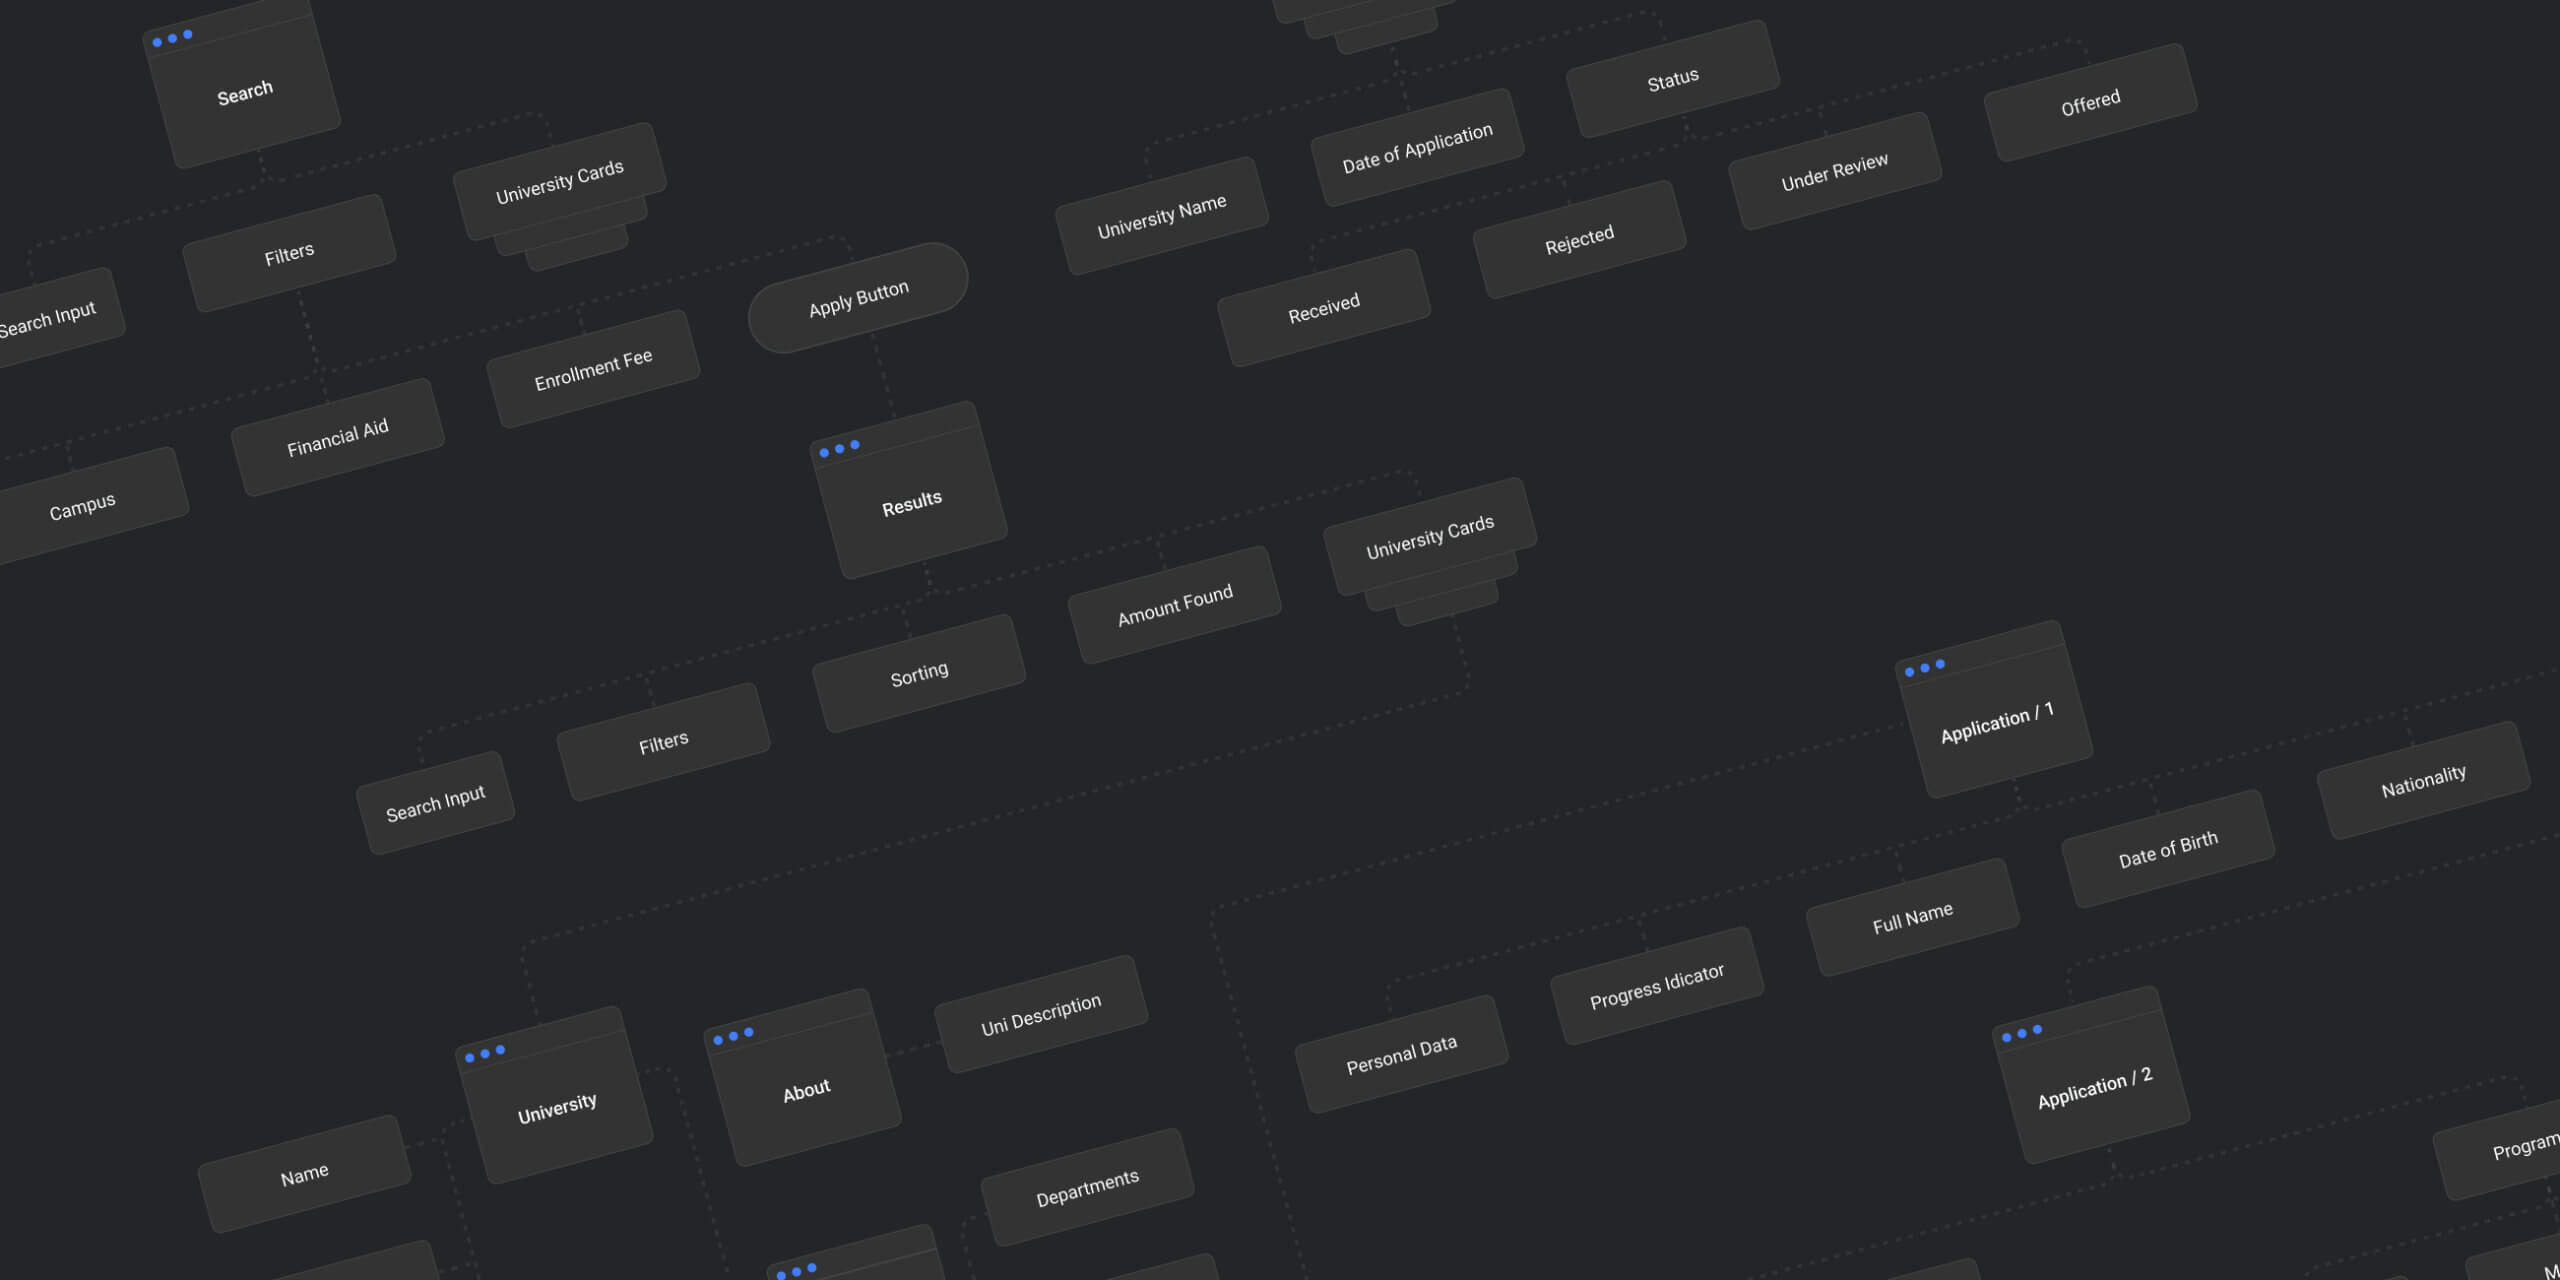 Search
Search Input
Filters
University Cards
Campus
Financial Aid
Enrollment Fee
Apply Button
University Name
Date of Application
Status
Received
Rejected
Under Review
Offered
Results
Search Input
Filters
Sorting
Amount Found
University Cards
Application / 1
Personal Data
Progress Idicator
Full Name
Date of Birth
Nationality
University
Name
About
Uni Description
Departments
Application / 2
Program